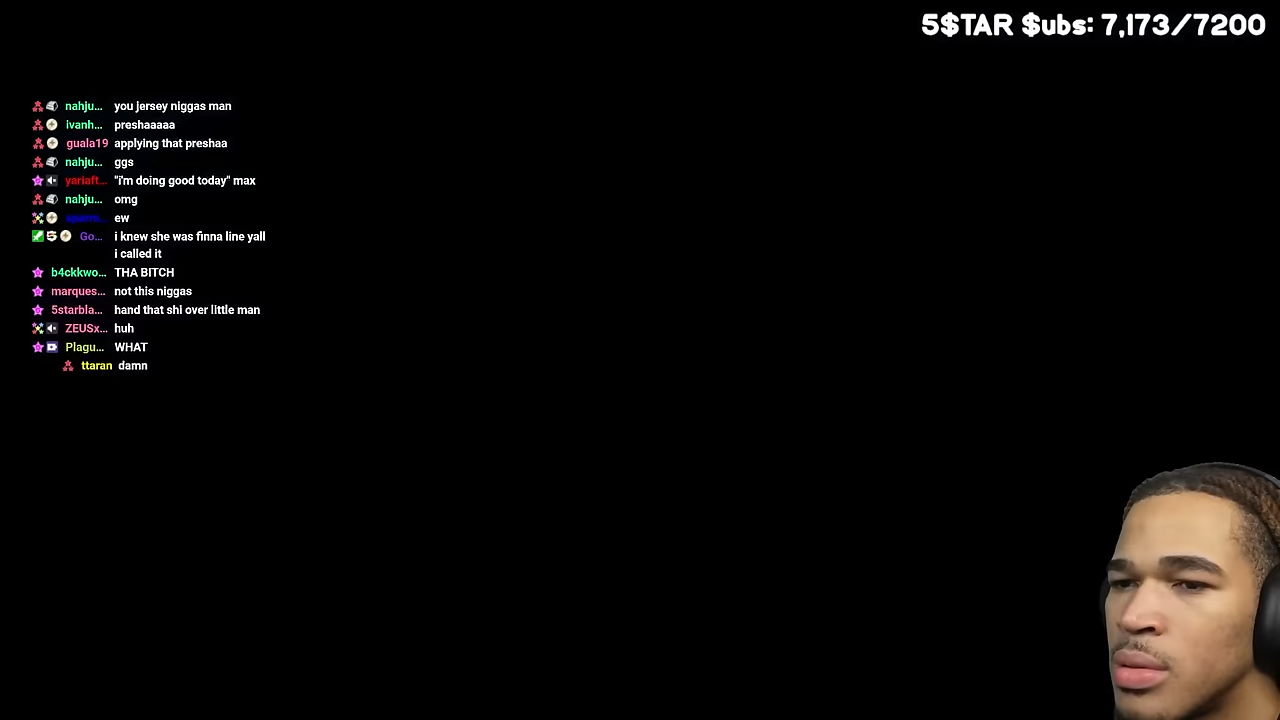 5$TAR $ubs: 7,173/7200
nahju... you jersey niggas man
ivanh... preshaaaaa
guala19 applying that preshaa
nahju... ggs
yariaft... "i'm doing good today" max
nahju... omg
ew
Go... i knew she was finna line yall
i called it
b4ckkwo... THA BITCH
marques... not this niggas
5starbla... hand that shi over little man
ZEUSx... huh
Plagu... WHAT
ttaran damn